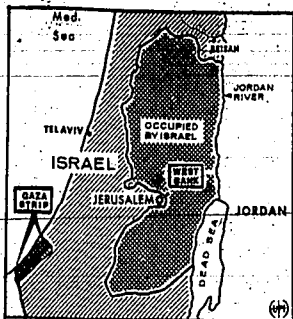 Med.
Sea
BEISAN
JORDAN
RIVER
OCCUPIED
BY ISRAEL
TEL AVIV
ISRAEL
WEST
BANK
GAZA
STRIP
JERUSALEM
JORDAN
DEAD SEA